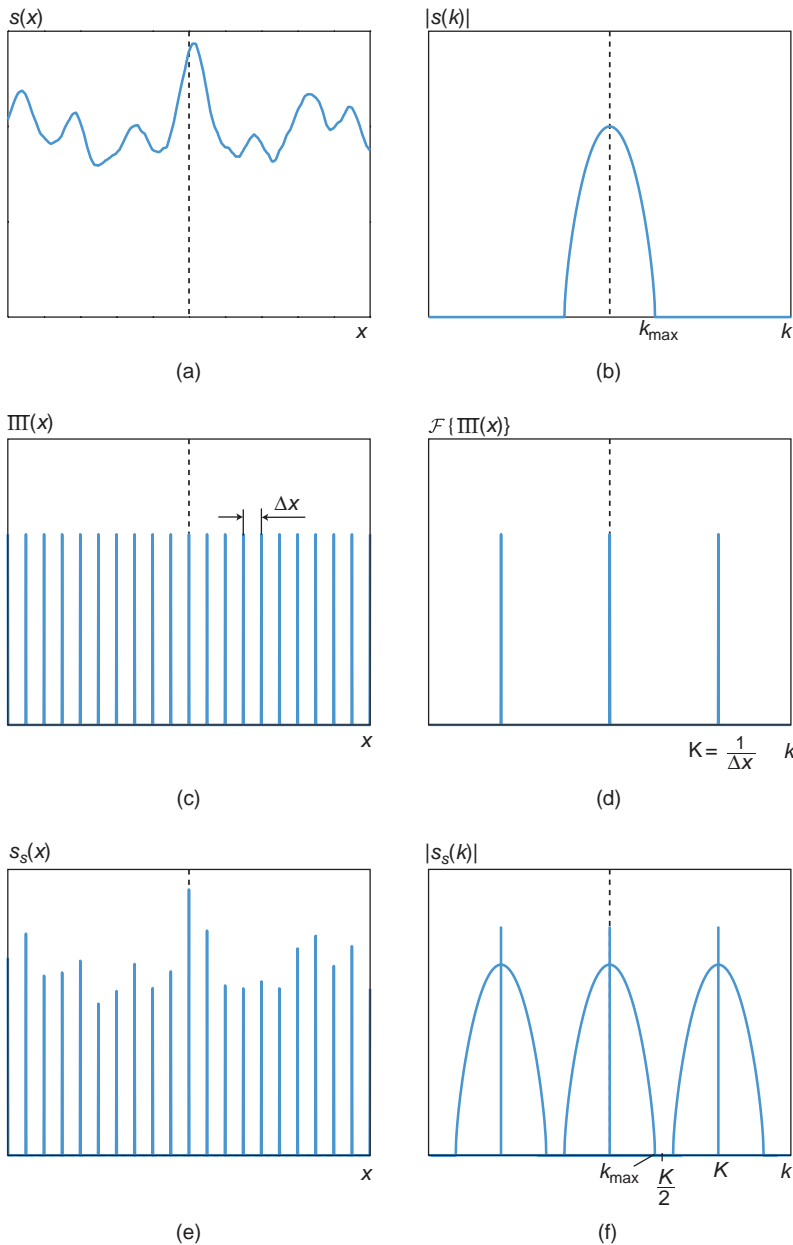 s(x)
|s(k)|
x
k_max
k
(a)
(b)
Ш(x)
ℱ{Ш(x)}
Δx
x
K = 1/Δx
k
(c)
(d)
s_s(x)
|s_s(k)|
x
k_max
K/2
K
k
(e)
(f)